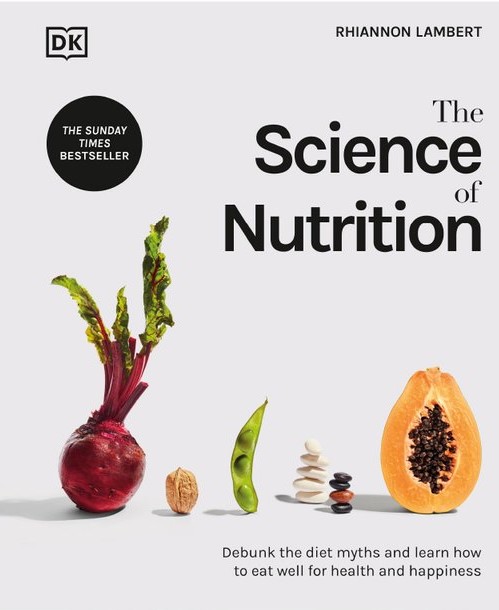 DK
RHIANNON LAMBERT
THE SUNDAY
TIMES
BESTSELLER
The
Science
of
Nutrition
Debunk the diet myths and learn how
to eat well for health and happiness